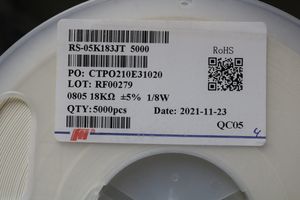 RS-05K183JT 5000
RoHS
PO: CTPO210E31020
LOT: RF00279
0805 18KΩ ±5% 1/8W
QTY:5000pcs Date: 2021-11-23
QC05
4